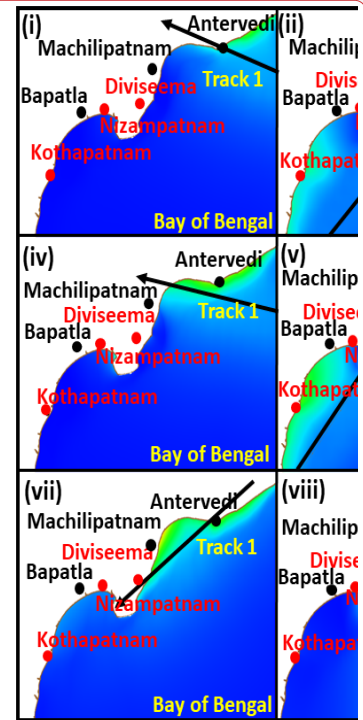 (i)
Antervedi
Machilipatnam
Track 1
Diviseema
Bapatla
Nizampatnam
Kothapatnam
Bay of Bengal
(ii)
Machilip
Divis
Bapatla
Kothapat
(iv)
Antervedi
Machilipatnam
Track 1
Diviseema
Bapatla
Nizampatnam
Kothapatnam
Bay of Bengal
(v)
Machilip
Divisee
Bapatla
N
Kothapat
(vii)
Antervedi
Machilipatnam
Track 1
Diviseema
Bapatla
Nizampatnam
Kothapatnam
Bay of Bengal
(viii)
Machilip
Divise
Bapatla
N
Kothapat